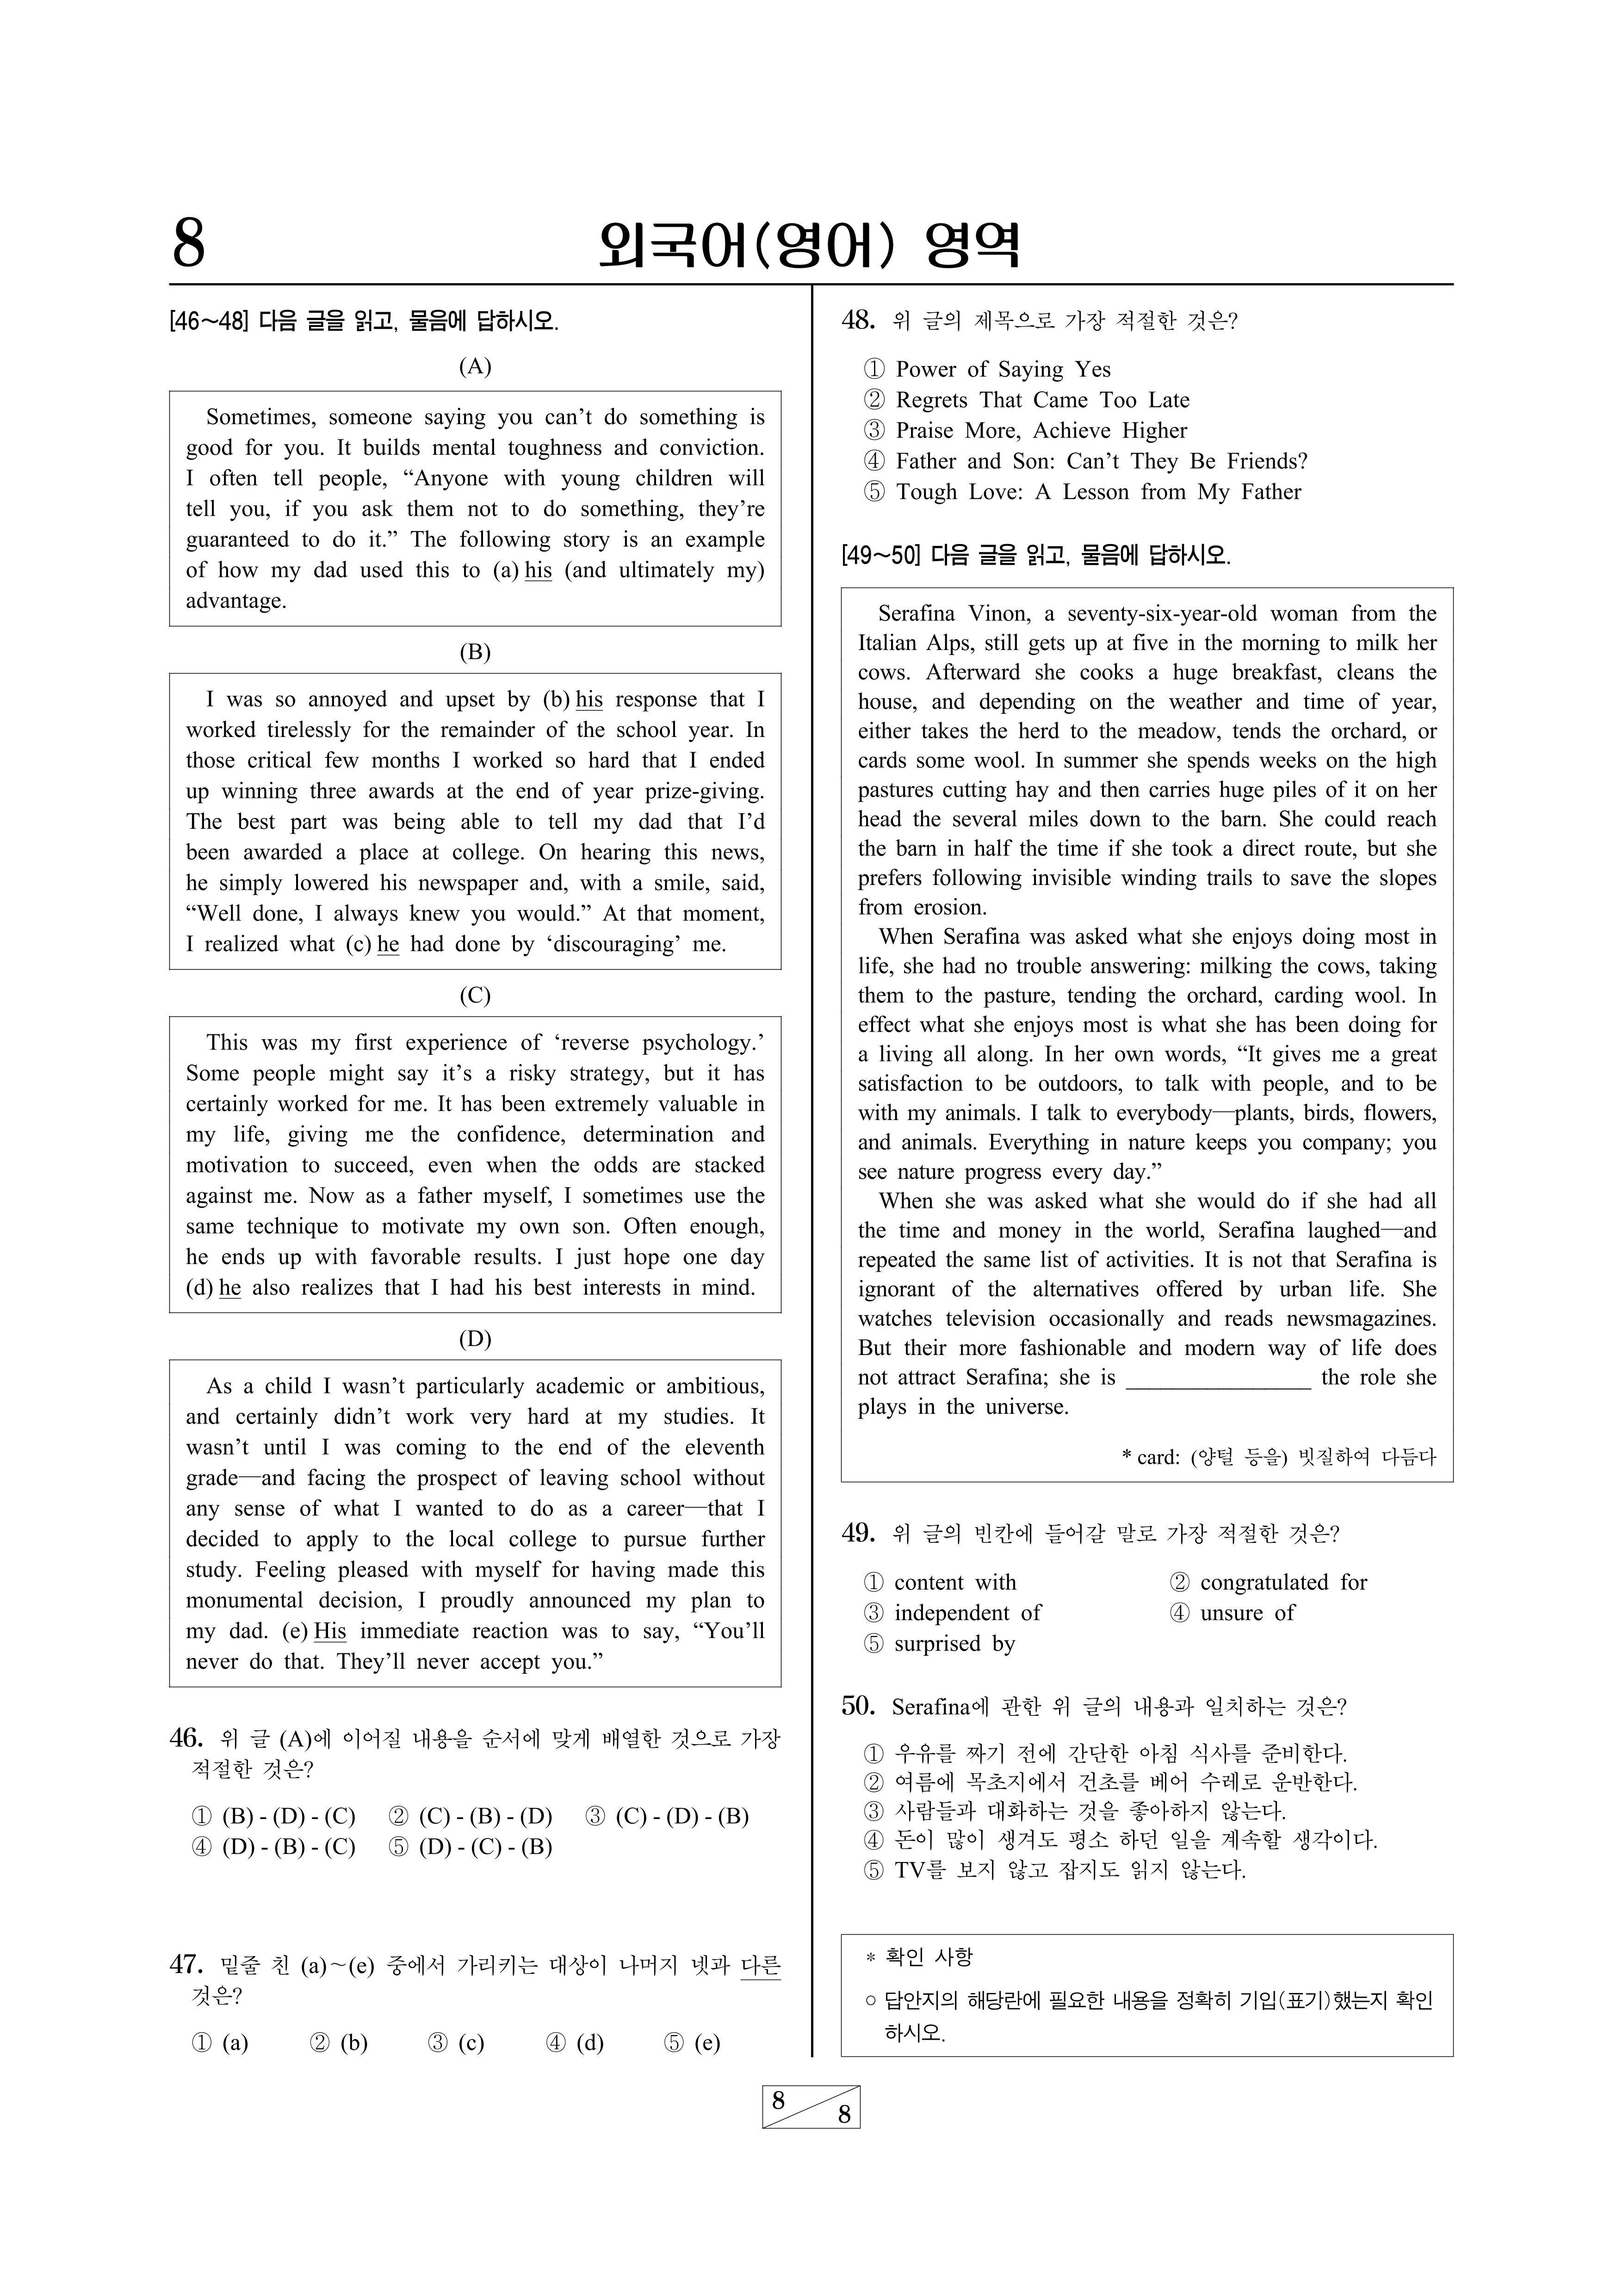 8
외국어(영어) 영역
[46~48] 다음 글을 읽고, 물음에 답하시오.
(A)
Sometimes, someone saying you can’t do something is
good for you. It builds mental toughness and conviction.
I often tell people, “Anyone with young children will
tell you, if you ask them not to do something, they’re
guaranteed to do it.” The following story is an example
of how my dad used this to (a) his (and ultimately my)
advantage.
(B)
I was so annoyed and upset by (b) his response that I
worked tirelessly for the remainder of the school year. In
those critical few months I worked so hard that I ended
up winning three awards at the end of year prize-giving.
The best part was being able to tell my dad that I’d
been awarded a place at college. On hearing this news,
he simply lowered his newspaper and, with a smile, said,
“Well done, I always knew you would.” At that moment,
I realized what (c) he had done by ‘discouraging’ me.
(C)
This was my first experience of ‘reverse psychology.’
Some people might say it’s a risky strategy, but it has
certainly worked for me. It has been extremely valuable in
my life, giving me the confidence, determination and
motivation to succeed, even when the odds are stacked
against me. Now as a father myself, I sometimes use the
same technique to motivate my own son. Often enough,
he ends up with favorable results. I just hope one day
(d) he also realizes that I had his best interests in mind.
(D)
As a child I wasn’t particularly academic or ambitious,
and certainly didn’t work very hard at my studies. It
wasn’t until I was coming to the end of the eleventh
grade—and facing the prospect of leaving school without
any sense of what I wanted to do as a career—that I
decided to apply to the local college to pursue further
study. Feeling pleased with myself for having made this
monumental decision, I proudly announced my plan to
my dad. (e) His immediate reaction was to say, “You’ll
never do that. They’ll never accept you.”
46. 위 글 (A)에 이어질 내용을 순서에 맞게 배열한 것으로 가장
적절한 것은?
① (B) - (D) - (C) ② (C) - (B) - (D) ③ (C) - (D) - (B)
④ (D) - (B) - (C) ⑤ (D) - (C) - (B)
47. 밑줄 친 (a)~(e) 중에서 가리키는 대상이 나머지 넷과 다른
것은?
① (a) ② (b) ③ (c) ④ (d) ⑤ (e)
48. 위 글의 제목으로 가장 적절한 것은?
① Power of Saying Yes
② Regrets That Came Too Late
③ Praise More, Achieve Higher
④ Father and Son: Can’t They Be Friends?
⑤ Tough Love: A Lesson from My Father
[49~50] 다음 글을 읽고, 물음에 답하시오.
Serafina Vinon, a seventy-six-year-old woman from the
Italian Alps, still gets up at five in the morning to milk her
cows. Afterward she cooks a huge breakfast, cleans the
house, and depending on the weather and time of year,
either takes the herd to the meadow, tends the orchard, or
cards some wool. In summer she spends weeks on the high
pastures cutting hay and then carries huge piles of it on her
head the several miles down to the barn. She could reach
the barn in half the time if she took a direct route, but she
prefers following invisible winding trails to save the slopes
from erosion.
When Serafina was asked what she enjoys doing most in
life, she had no trouble answering: milking the cows, taking
them to the pasture, tending the orchard, carding wool. In
effect what she enjoys most is what she has been doing for
a living all along. In her own words, “It gives me a great
satisfaction to be outdoors, to talk with people, and to be
with my animals. I talk to everybody—plants, birds, flowers,
and animals. Everything in nature keeps you company; you
see nature progress every day.”
When she was asked what she would do if she had all
the time and money in the world, Serafina laughed—and
repeated the same list of activities. It is not that Serafina is
ignorant of the alternatives offered by urban life. She
watches television occasionally and reads newsmagazines.
But their more fashionable and modern way of life does
not attract Serafina; she is _______________ the role she
plays in the universe.
* card: (양털 등을) 빗질하여 다듬다
49. 위 글의 빈칸에 들어갈 말로 가장 적절한 것은?
① content with ② congratulated for
③ independent of ④ unsure of
⑤ surprised by
50. Serafina에 관한 위 글의 내용과 일치하는 것은?
① 우유를 짜기 전에 간단한 아침 식사를 준비한다.
② 여름에 목초지에서 건초를 베어 수레로 운반한다.
③ 사람들과 대화하는 것을 좋아하지 않는다.
④ 돈이 많이 생겨도 평소 하던 일을 계속할 생각이다.
⑤ TV를 보지 않고 잡지도 읽지 않는다.
* 확인 사항
○ 답안지의 해당란에 필요한 내용을 정확히 기입(표기)했는지 확인
하시오.
8
8